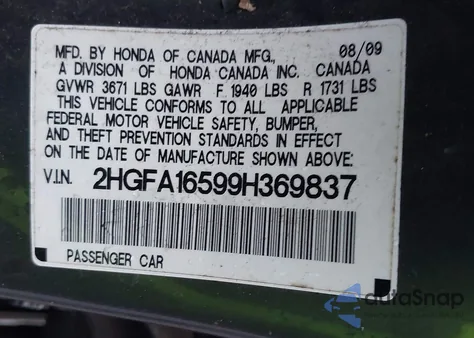 MFD. BY HONDA OF CANADA MFG., 08/09
A DIVISION OF HONDA CANADA INC. CANADA
GVWR 3671 LBS GAWR F 1940 LBS R 1731 LBS
THIS VEHICLE CONFORMS TO ALL APPLICABLE
FEDERAL MOTOR VEHICLE SAFETY, BUMPER,
AND THEFT PREVENTION STANDARDS IN EFFECT
ON THE DATE OF MANUFACTURE SHOWN ABOVE:
V.I.N. 2HGFA16599H369837
PASSENGER CAR
autoSnap